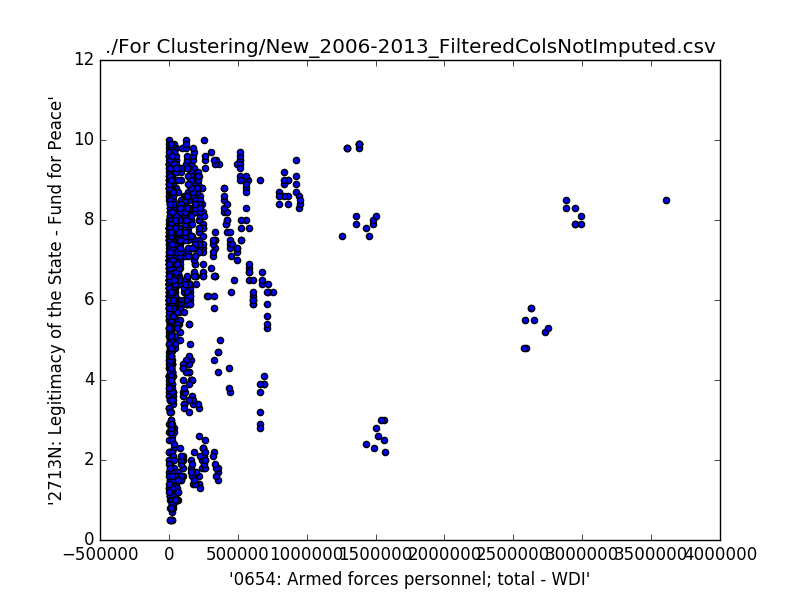 ./For Clustering/New_2006-2013_FilteredColsNotImputed.csv
12
10
8
6
4
2
0
'2713N: Legitimacy of the State - Fund for Peace'
−500000 0 500000 1000000 1500000 2000000 2500000 3000000 3500000 4000000
'0654: Armed forces personnel; total - WDI'